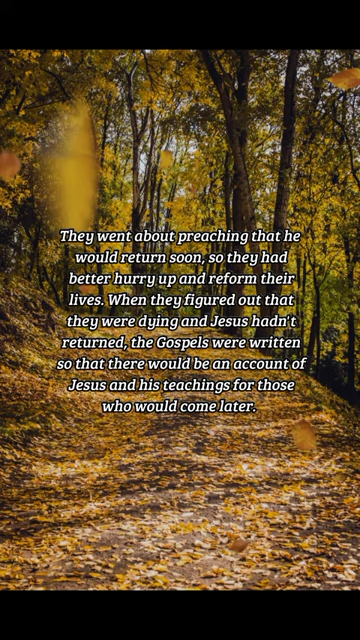 They went about preaching that he
would return soon, so they had
better hurry up and reform their
lives. When they figured out that
they were dying and Jesus hadn't
returned, the Gospels were written
so that there would be an account of
Jesus and his teachings for those
who would come later.